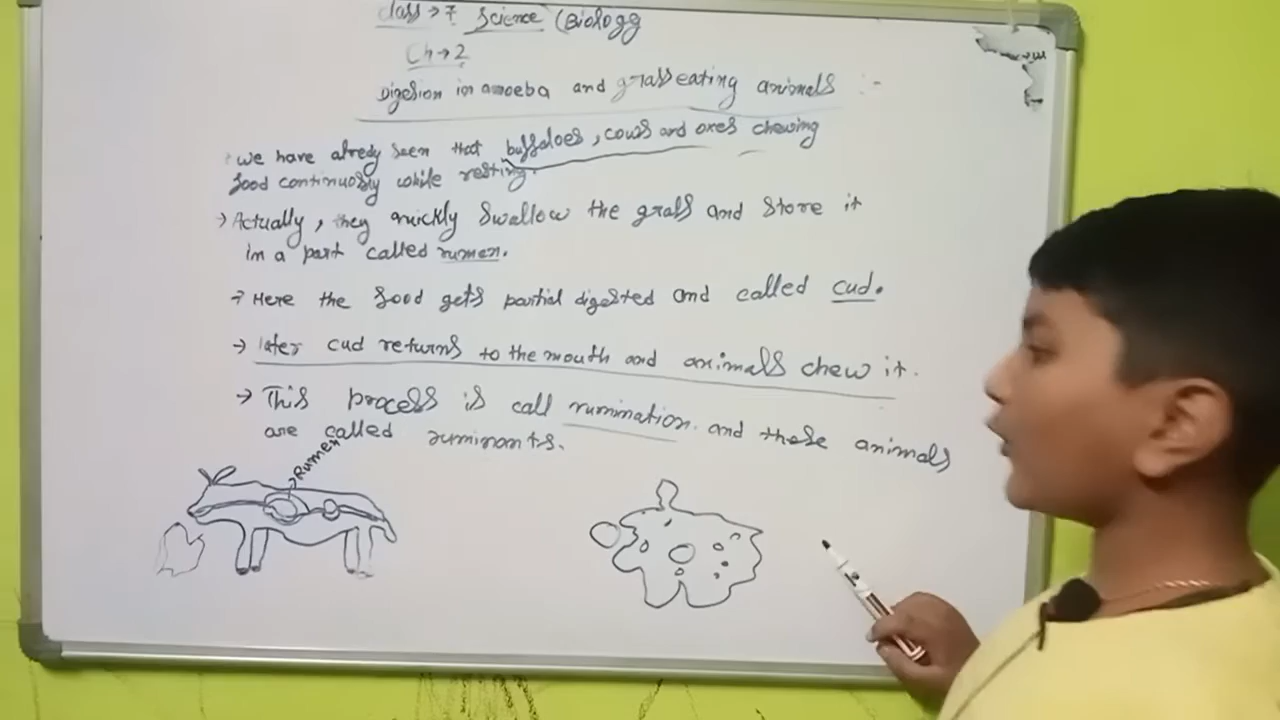 class → 7 Science (Biology
Ch → 2
Digesion in amoeba and grass eating animals :-
we have alredy seen that buffaloes, cows and oxes chewing
food continuosly while resting.
→ Actually, they quickly swallow the grass and store it
in a part called rumen.
→ Here the food gets partial digested and called cud.
→ later cud returns to the mouth and animals chew it.
→ This process is call rumination. and these animals
are called ruminants.
→ Rumen